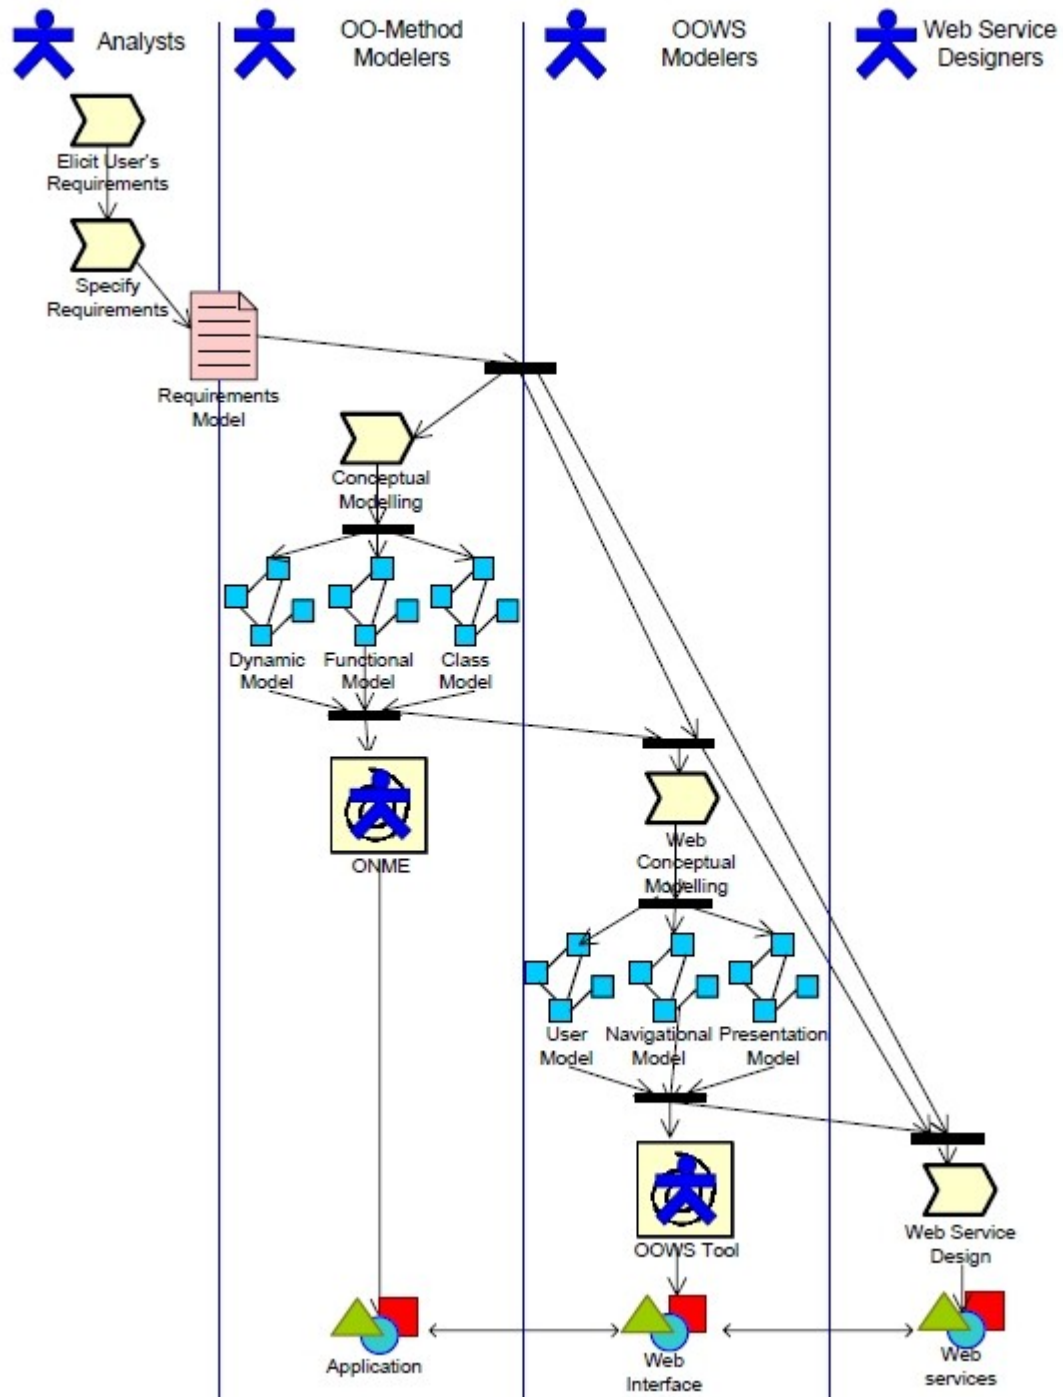 Analysts
OO-Method
Modelers
OOWS
Modelers
Web Service
Designers
Elicit User's
Requirements
Specify
Requirements
Requirements
Model
Conceptual
Modelling
Dynamic
Model
Functional
Model
Class
Model
ONME
Web
Conceptual
Modelling
User
Model
Navigational
Model
Presentation
Model
OOWS Tool
Web Service
Design
Application
Web
Interface
Web
services